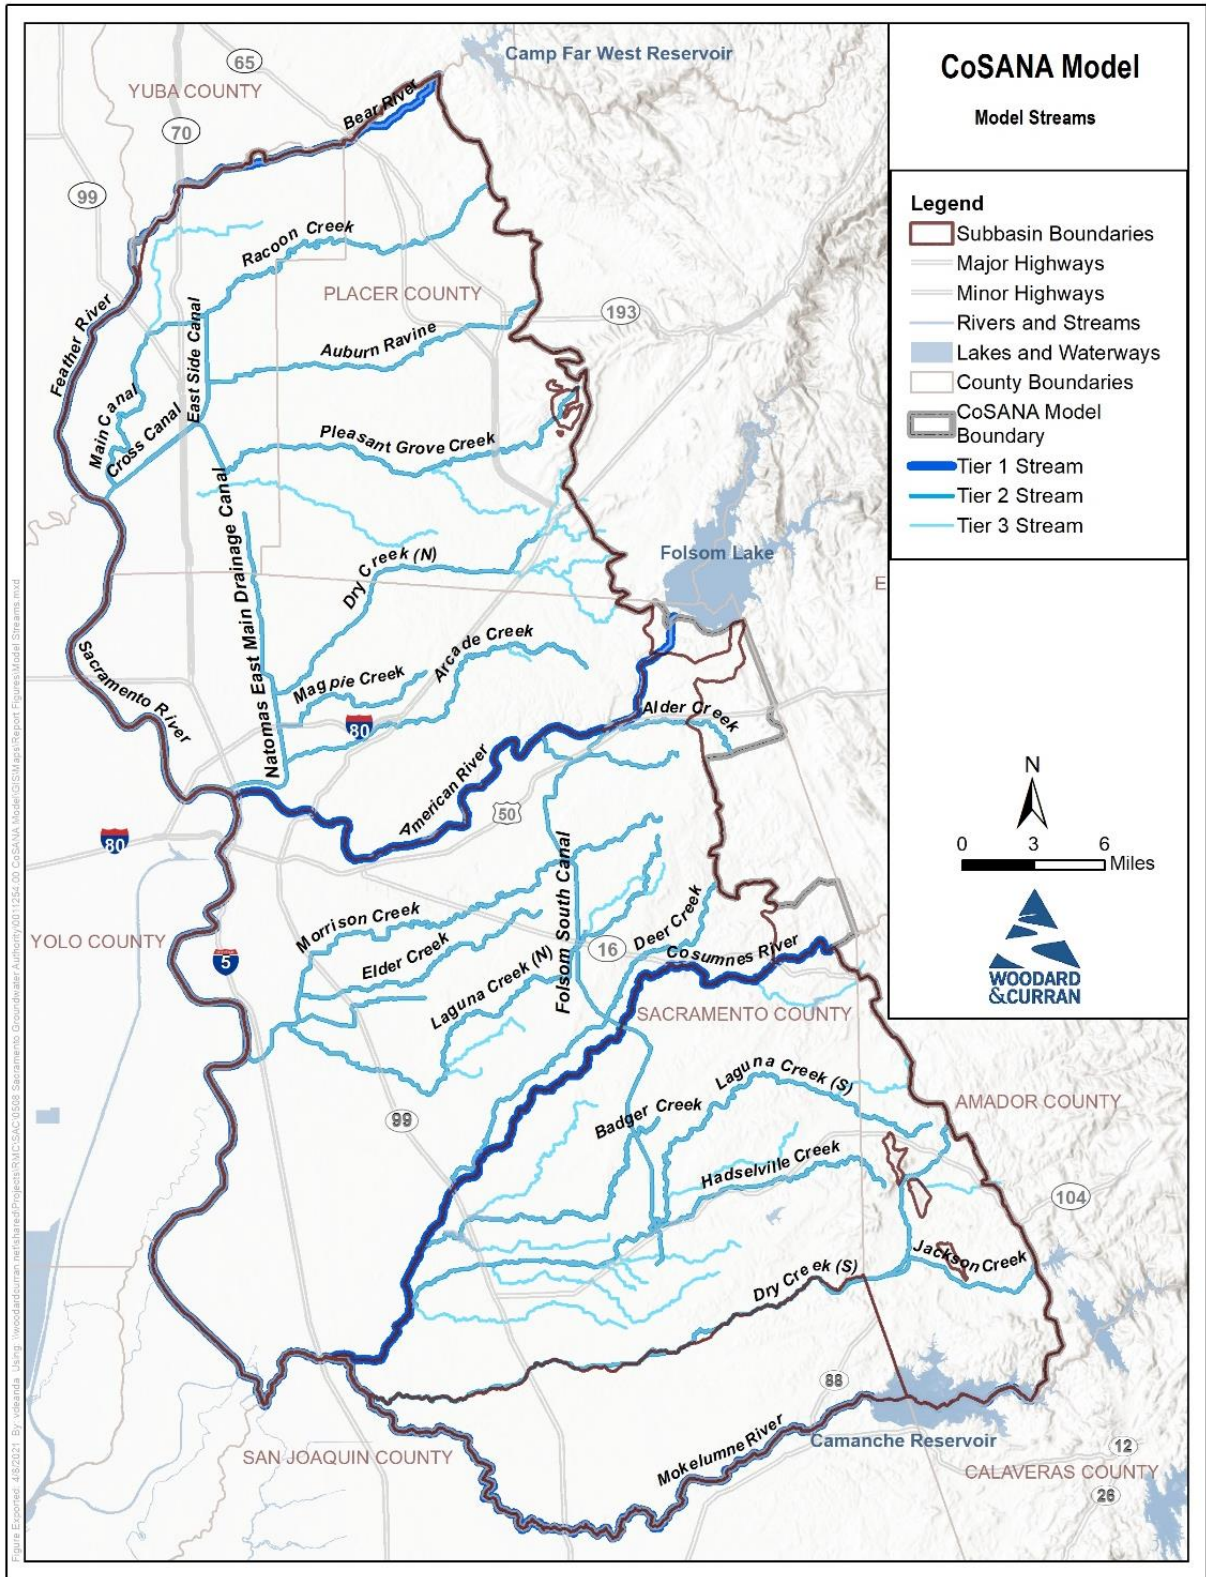 CoSANA Model
Model Streams
Legend
Subbasin Boundaries
Major Highways
Minor Highways
Rivers and Streams
Lakes and Waterways
County Boundaries
CoSANA Model
Boundary
Tier 1 Stream
Tier 2 Stream
Tier 3 Stream
N
0 3 6
Miles
WOODARD
&CURRAN
Camp Far West Reservoir
65
YUBA COUNTY
Bear River
70
99
Racoon Creek
PLACER COUNTY
193
Feather River
East Side Canal
Auburn Ravine
Main Canal
Cross Canal
Pleasant Grove Creek
Natomas East Main Drainage Canal
Folsom Lake
Dry Creek (N)
E
Sacramento River
Arcade Creek
Magpie Creek
80
Alder Creek
American River
50
80
Folsom South Canal
Morrison Creek
Deer Creek
YOLO COUNTY
Elder Creek
16
Cosumnes River
5
Laguna Creek (N)
SACRAMENTO COUNTY
Laguna Creek (S)
AMADOR COUNTY
99
Badger Creek
Hadselville Creek
104
Jackson Creek
Dry Creek (S)
88
Camanche Reservoir
SAN JOAQUIN COUNTY
Mokelumne River
12
CALAVERAS COUNTY
26